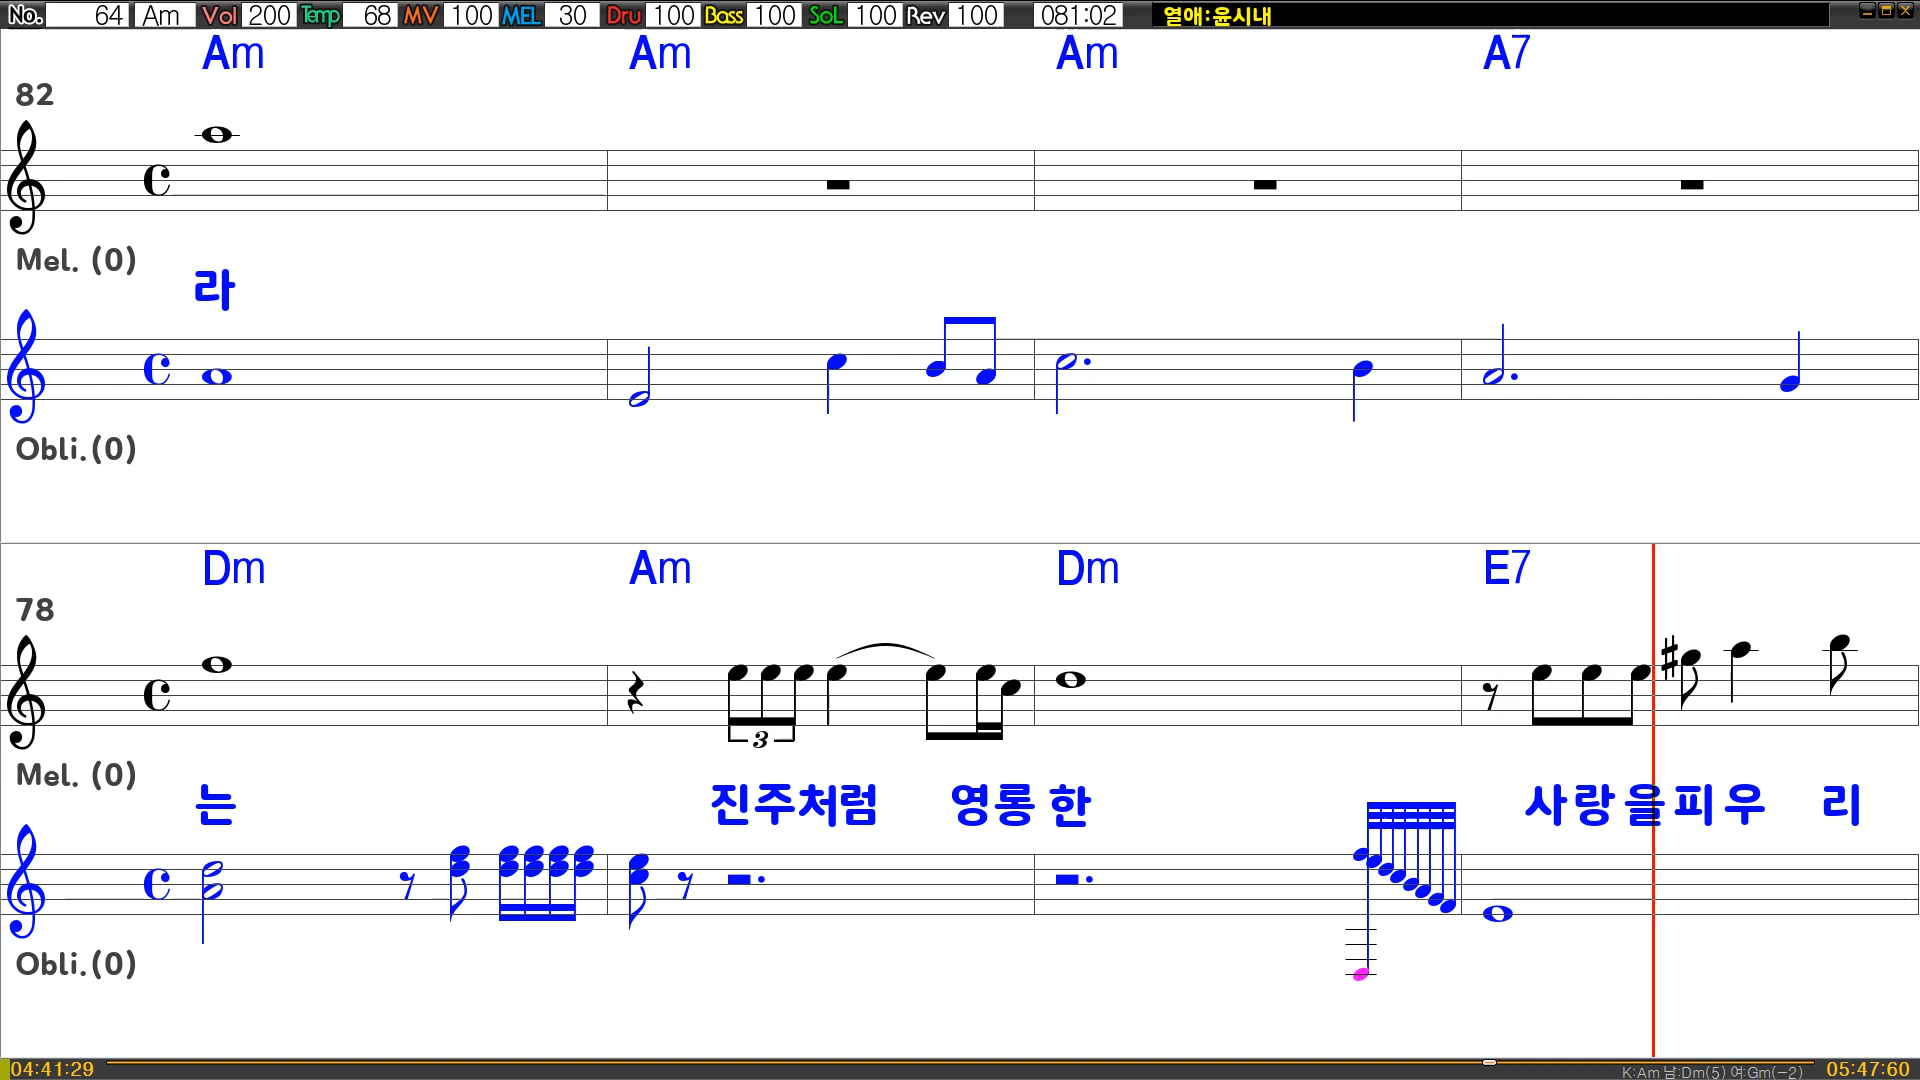 No. 64 Am Vol 200 Temp 68 MV 100 MEL 30 Dru 100 Bass 100 SoL 100 Rev 100 081:02 열애:윤시내
Am Am Am A7
82
Mel. (0)
라
Obli.(0)
Dm Am Dm E7
78
3
Mel. (0)
는 진주처럼 영롱한 사랑을피우리
Obli.(0)
04:41:29 05:47:60
K:Am 남:Dm(5) 여:Gm(-2)